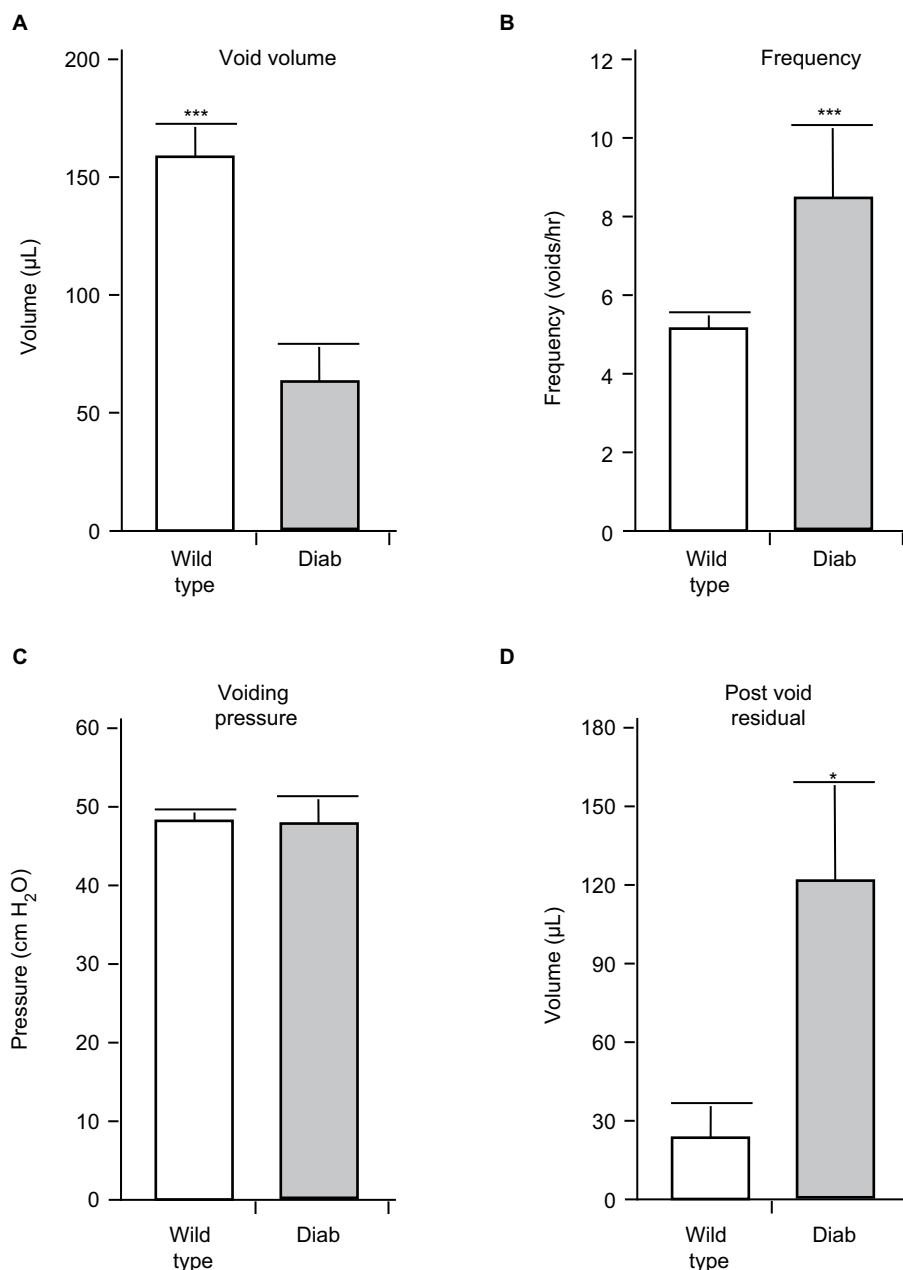 A
Void volume
200
150
100
50
0
Volume (µL)
***
Wild
type
Diab
B
Frequency
12
10
8
6
4
2
0
Frequency (voids/hr)
***
Wild
type
Diab
C
Voiding
pressure
60
50
40
30
20
10
0
Pressure (cm H₂O)
Wild
type
Diab
D
Post void
residual
180
150
120
90
60
30
0
Volume (µL)
*
Wild
type
Diab